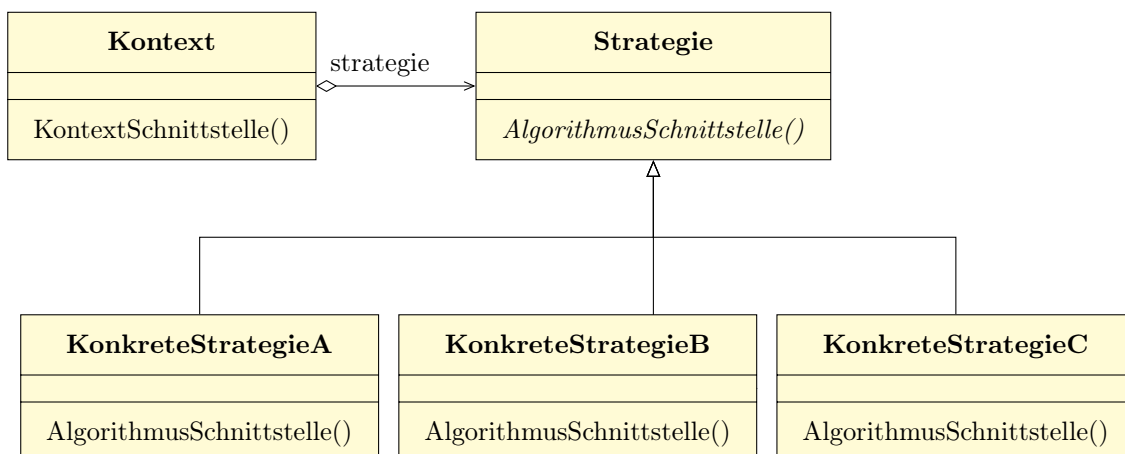 Kontext
KontextSchnittstelle()
strategie
Strategie
AlgorithmusSchnittstelle()
KonkreteStrategieA
AlgorithmusSchnittstelle()
KonkreteStrategieB
AlgorithmusSchnittstelle()
KonkreteStrategieC
AlgorithmusSchnittstelle()